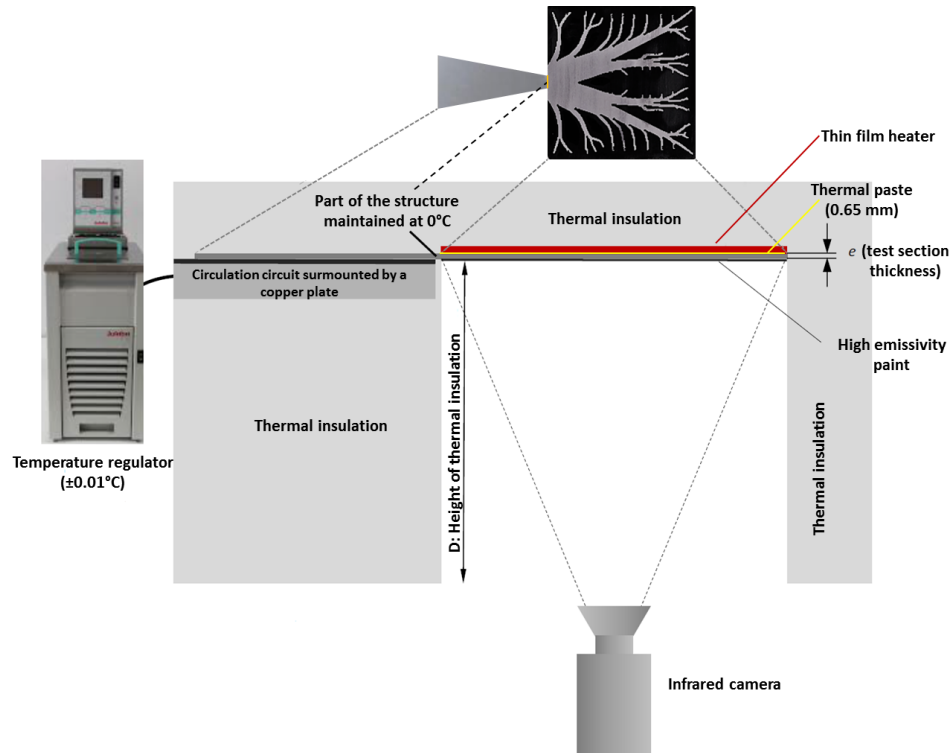 Thin film heater
Part of the structure
maintained at 0°C
Thermal insulation
Thermal paste
(0.65 mm)
e (test section
thickness)
Circulation circuit surmounted by a
copper plate
High emissivity
paint
D: Height of thermal insulation
Thermal insulation
Thermal insulation
Temperature regulator
(±0.01°C)
Infrared camera